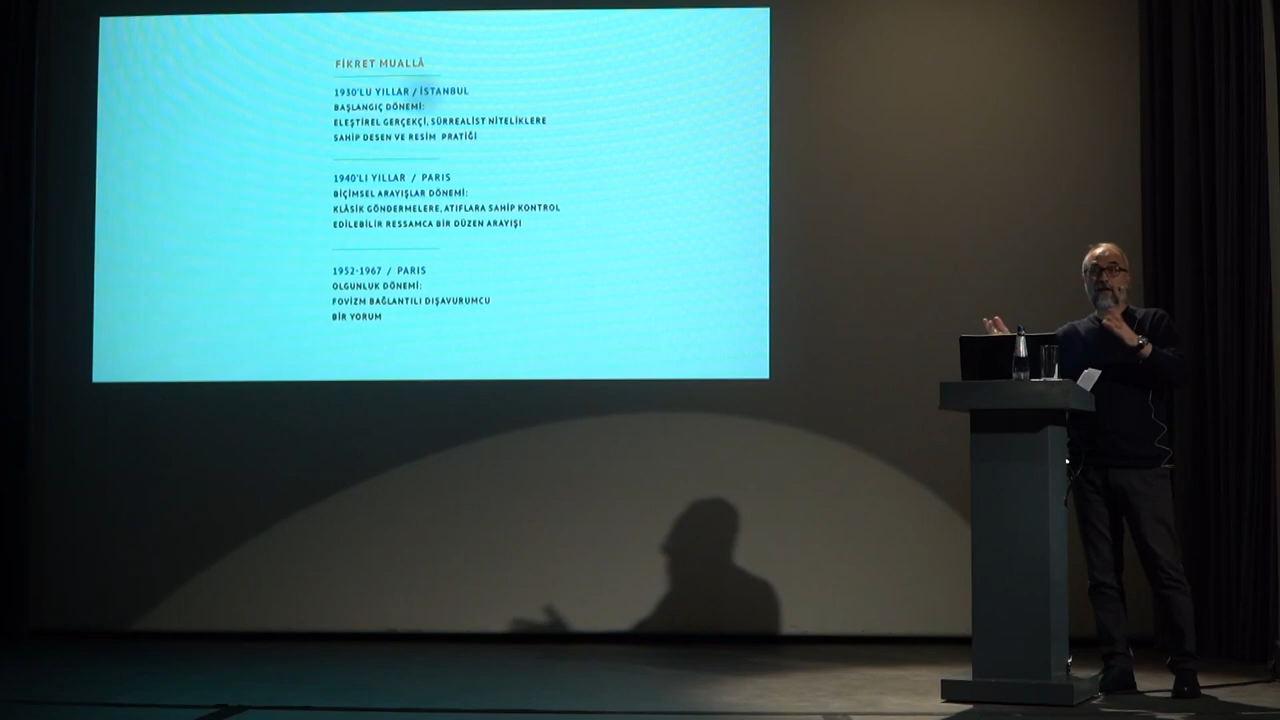 FİKRET MUALLÂ
1930'LU YILLAR / İSTANBUL
BAŞLANGIÇ DÖNEMİ:
ELEŞTİREL GERÇEKÇİ, SÜRREALİST NİTELİKLERE
SAHİP DESEN VE RESİM PRATİĞİ
1940'LI YILLAR / PARIS
BİÇİMSEL ARAYIŞLAR DÖNEMİ:
KLÂSİK GÖNDERMELERE, ATIFLARA SAHİP KONTROL
EDİLEBİLİR RESSAMCA BİR DÜZEN ARAYIŞI
1952-1967 / PARIS
OLGUNLUK DÖNEMİ:
FOVİZM BAĞLANTILI DIŞAVURUMCU
BİR YORUM